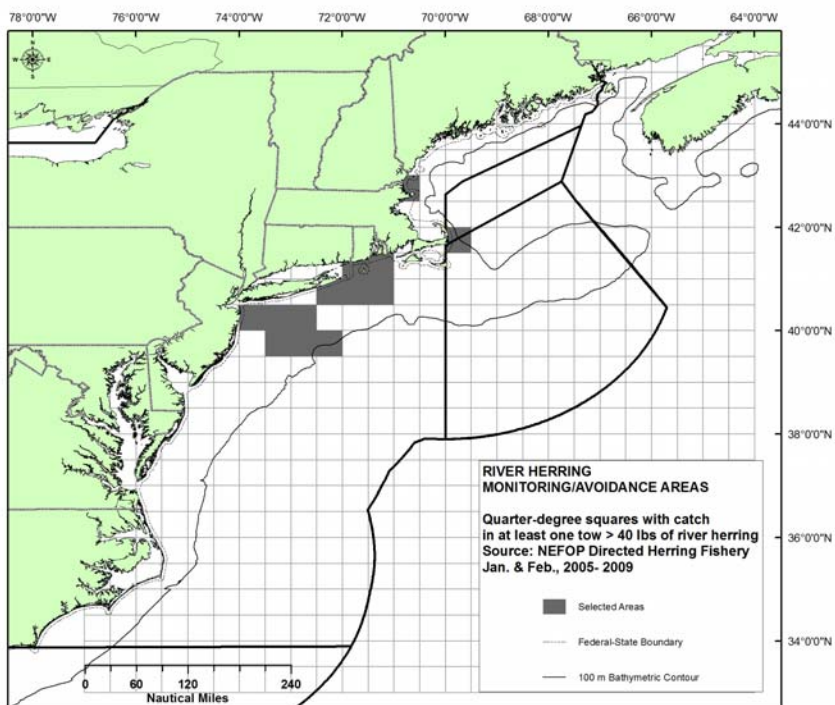 78°0'0"W 76°0'0"W 74°0'0"W 72°0'0"W 70°0'0"W 68°0'0"W 66°0'0"W 64°0'0"W
N
W E
S
44°0'0"N
42°0'0"N
40°0'0"N
38°0'0"N
36°0'0"N
34°0'0"N
RIVER HERRING
MONITORING/AVOIDANCE AREAS
Quarter-degree squares with catch
in at least one tow > 40 lbs of river herring
Source: NEFOP Directed Herring Fishery
Jan. & Feb., 2005- 2009
Selected Areas
Federal-State Boundary
100 m Bathymetric Contour
0 60 120 240
Nautical Miles